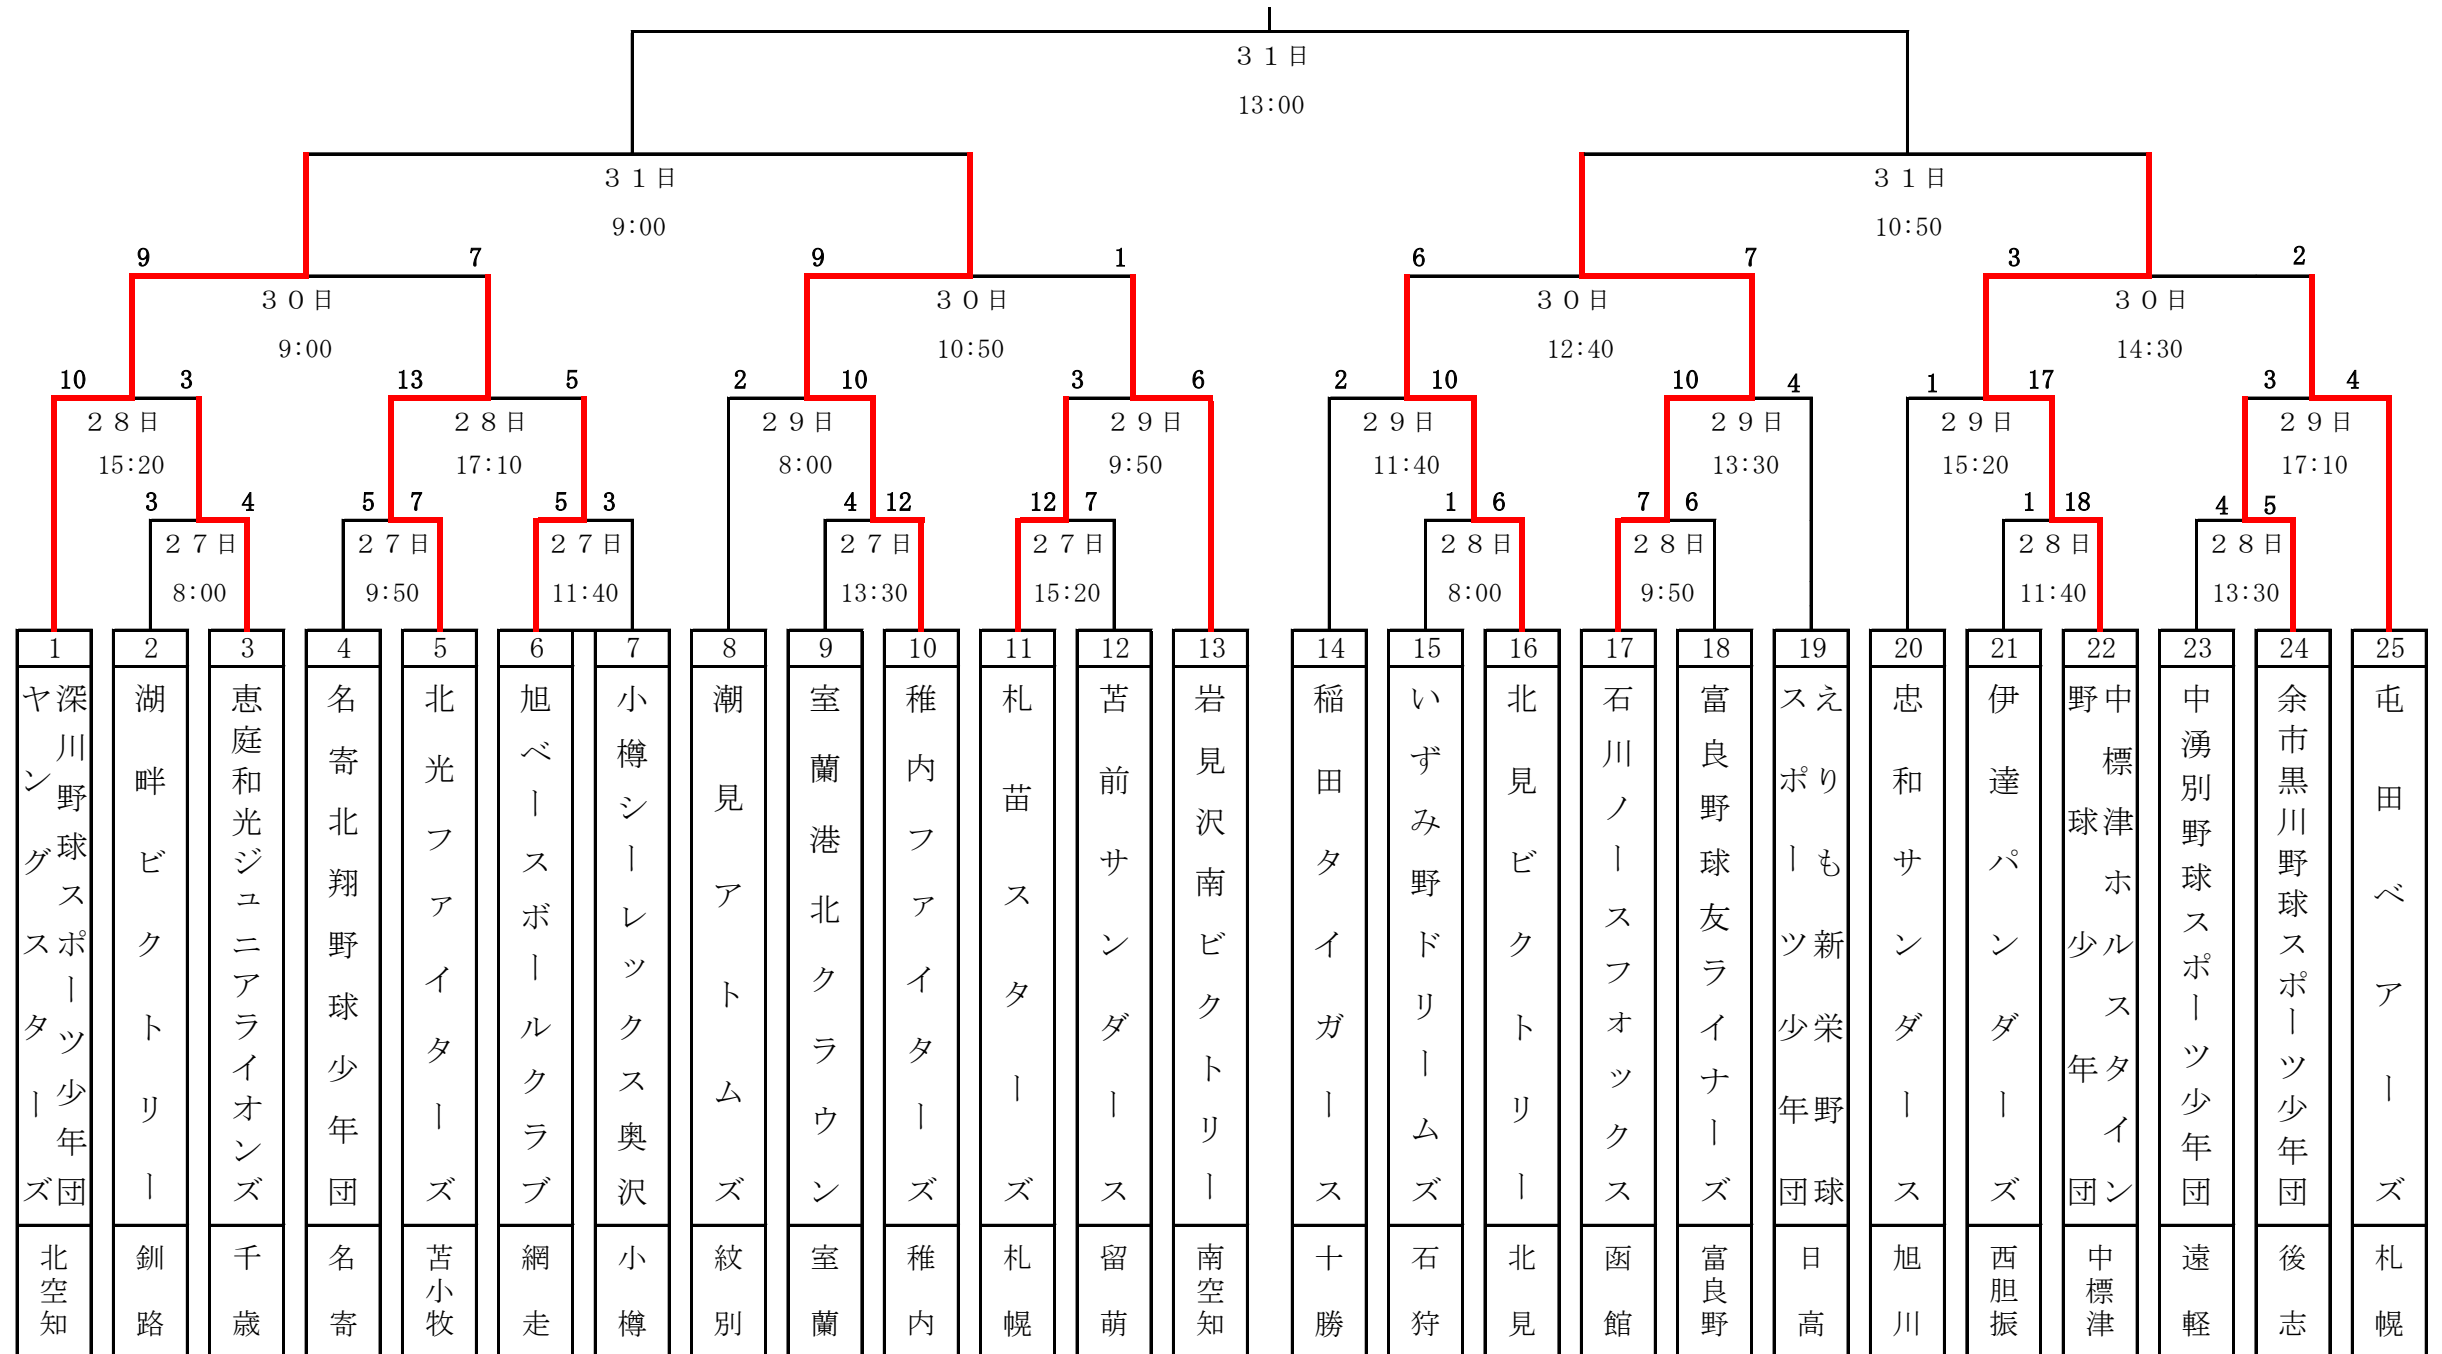 ３１日
13:00
３１日
３１日
9:00
10:50
9 7 9 1 6 7 3 2
３０日 ３０日 ３０日 ３０日
9:00 10:50 12:40 14:30
10 3 13 5 2 10 3 6 2 10 10 4 1 17 3 4
２８日 ２８日 ２９日 ２９日 ２９日 ２９日 ２９日 ２９日
15:20 17:10 8:00 9:50 11:40 13:30 15:20 17:10
3 4 5 7 5 3 4 12 12 7 1 6 7 6 1 18 4 5
２７日 ２７日 ２７日 ２７日 ２７日 ２８日 ２８日 ２８日 ２８日
8:00 9:50 11:40 13:30 15:20 8:00 9:50 11:40 13:30
1 2 3 4 5 6 7 8 9 10 11 12 13 14 15 16 17 18 19 20 21 22 23 24 25
深川野球スポーツ少年団
ヤングスターズ
湖畔ビクトリー
恵庭和光ジュニアライオンズ
名寄北翔野球少年団
北光ファイターズ
旭ベースボールクラブ
小樽シーレックス奥沢
潮見アトムズ
室蘭港北クラウン
稚内ファイターズ
札苗スターズ
苫前サンダース
岩見沢南ビクトリー
稲田タイガース
いずみ野ドリームズ
北見ビクトリー
石川ノースフォックス
富良野球友ライナーズ
えりも新栄野球
スポーツ少年団
忠和サンダース
伊達パンダーズ
中標津ホルスタイン
野球少年団
中湧別野球スポーツ少年団
余市黒川野球スポーツ少年団
屯田ベアーズ
北空知
釧路
千歳
名寄
苫小牧
網走
小樽
紋別
室蘭
稚内
札幌
留萌
南空知
十勝
石狩
北見
函館
富良野
日高
旭川
西胆振
中標津
遠軽
後志
札幌